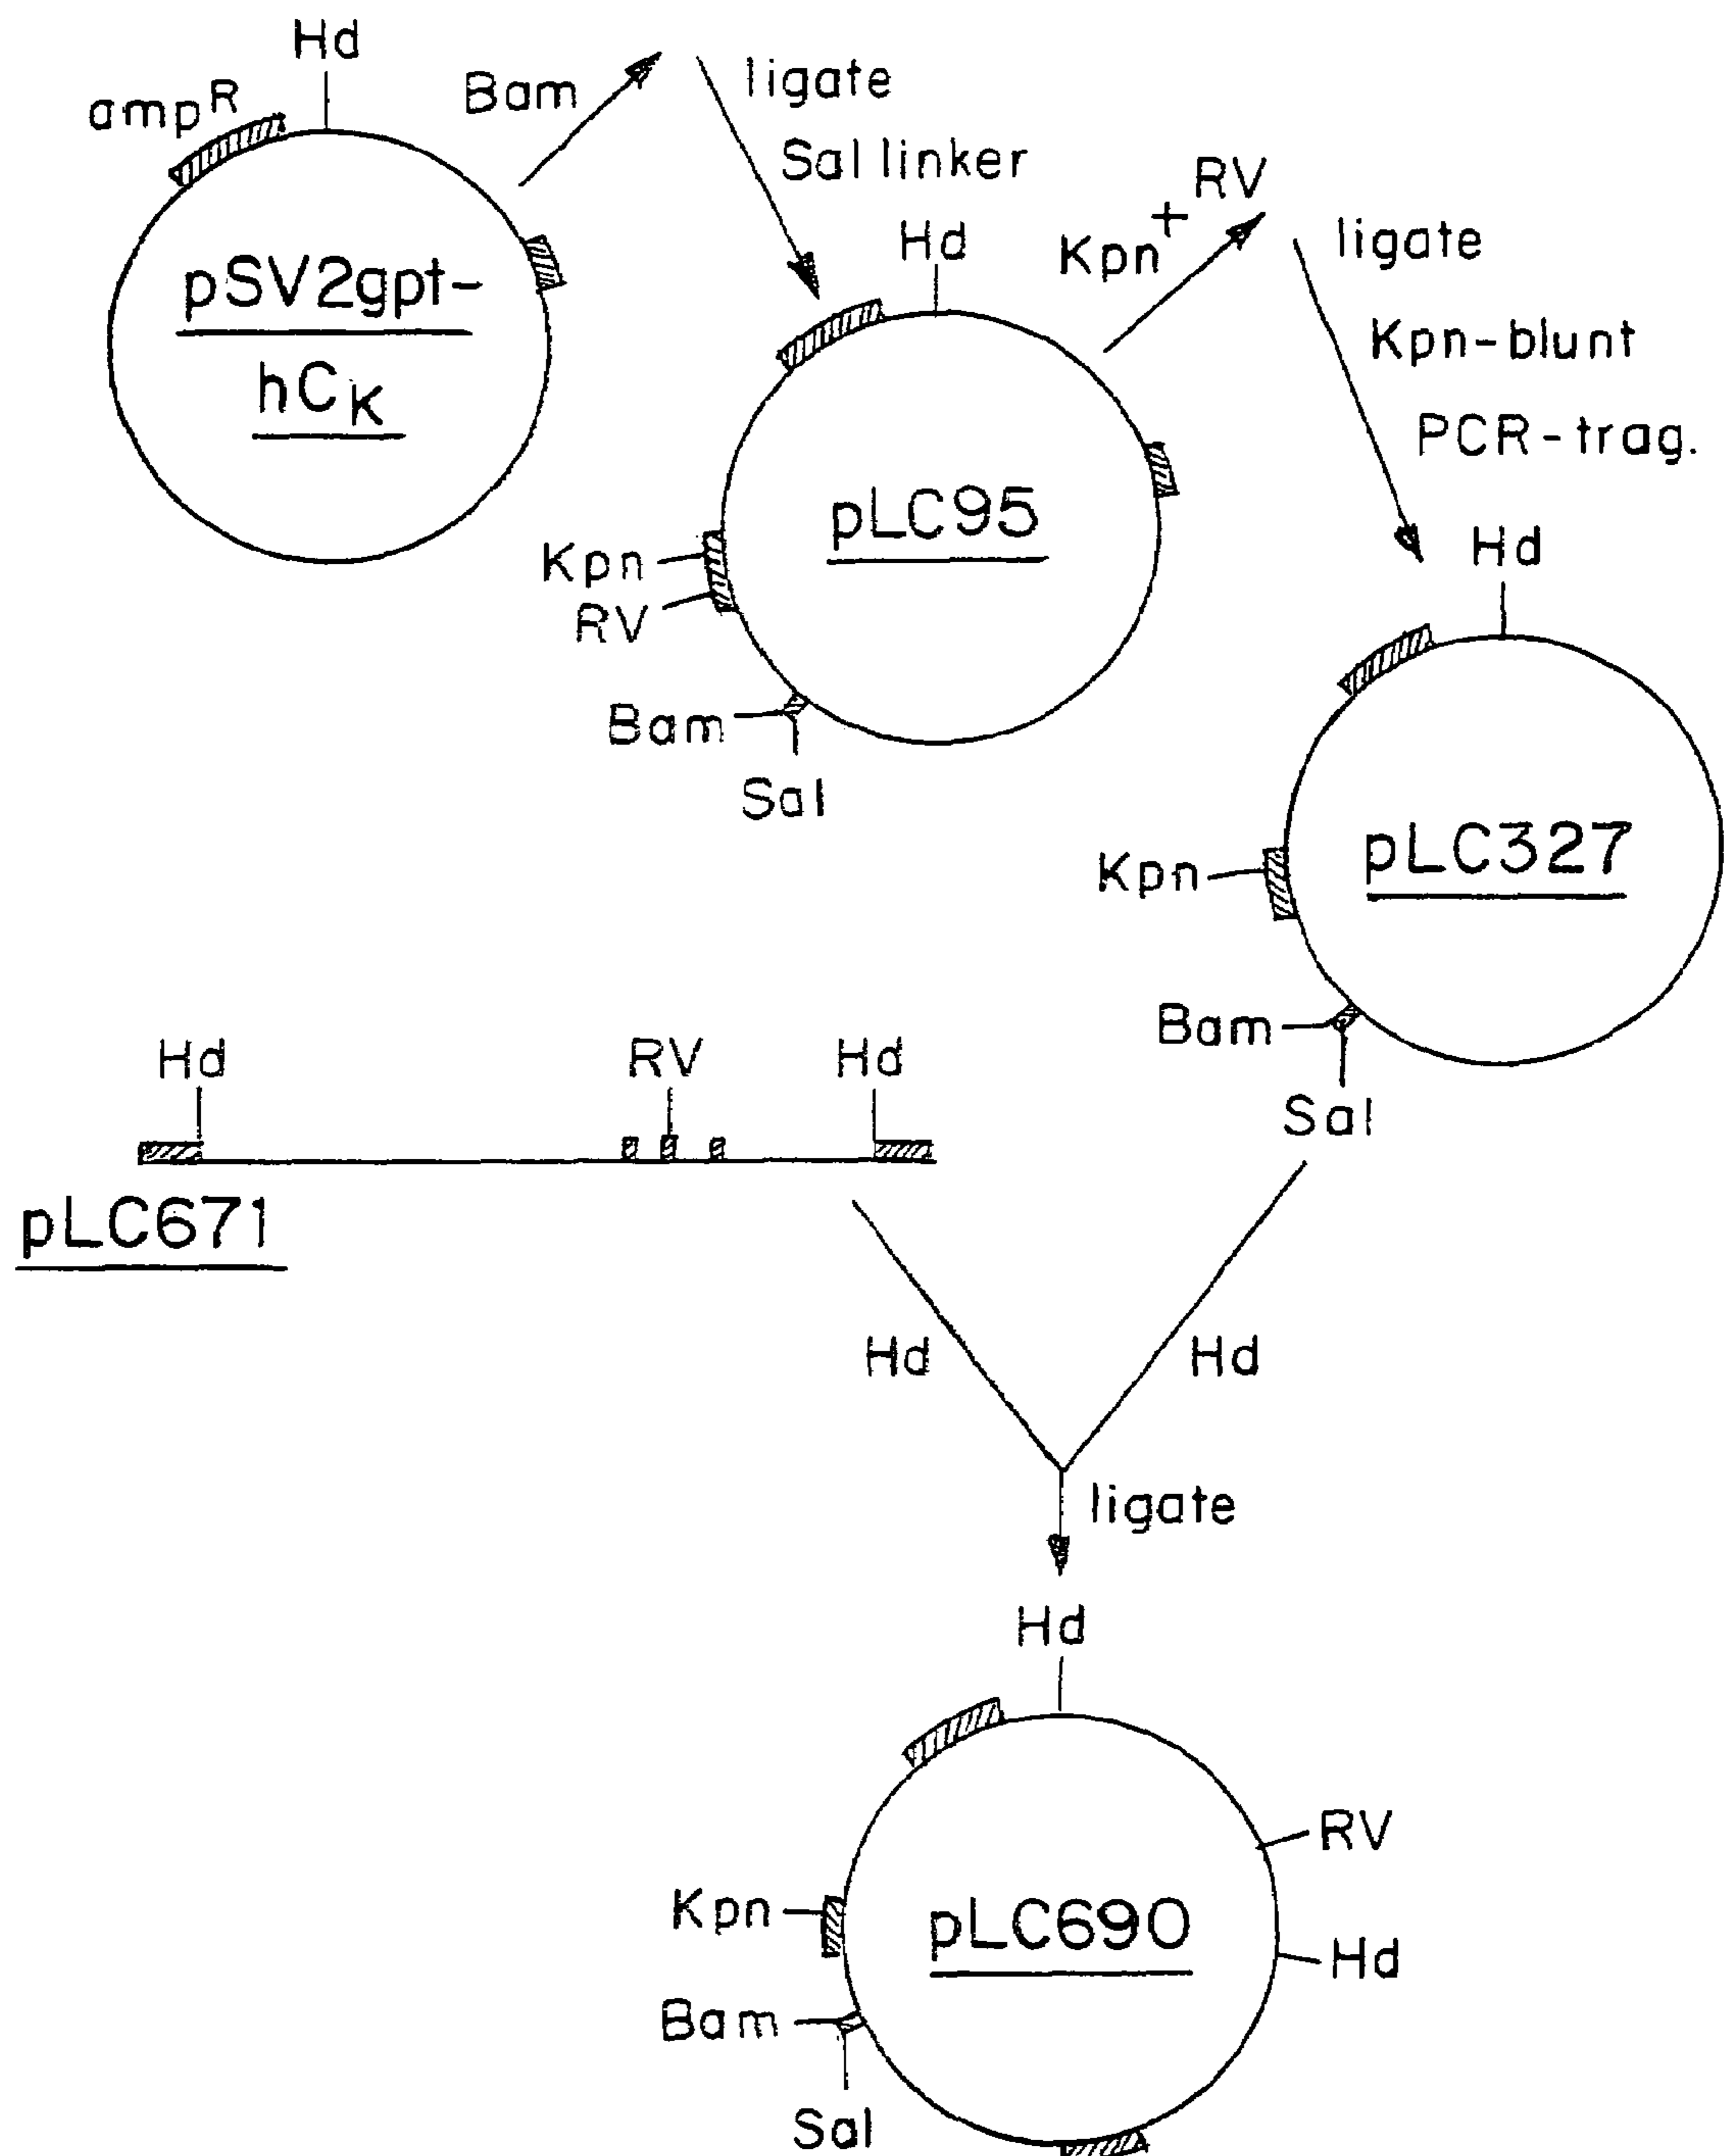 Hd
ampR
Bam
ligate
Sal linker
pSV2gpt-
hCK
Hd
Kpn + RV
ligate
Kpn-blunt
PCR-trag.
pLC95
Kpn
RV
Bam
Sal
Hd
pLC327
Kpn
Bam
Sal
Hd
RV
Hd
pLC671
Hd
Hd
ligate
Hd
RV
Kpn
pLC690
Hd
Bam
Sal